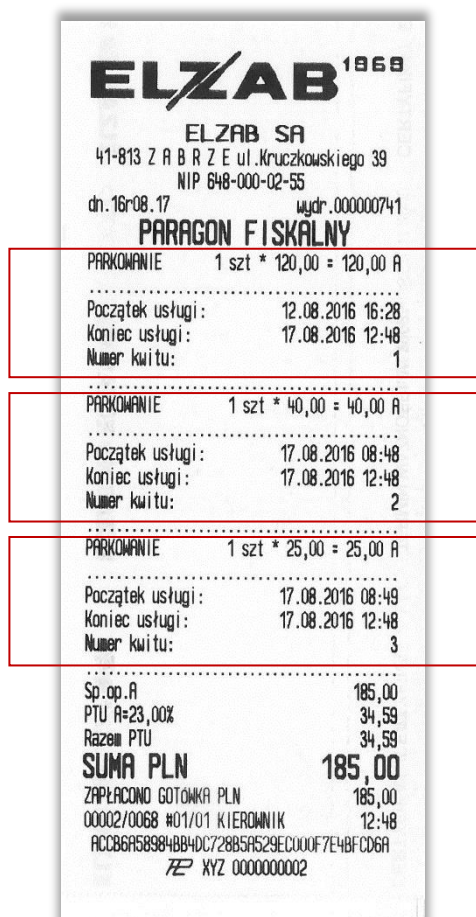 ELZAB 1969
ELZAB SA
41-813 Z A B R Z E ul.Kruczkowskiego 39
NIP 648-000-02-55
dn.16r08.17 wydr.000000741
PARAGON FISKALNY
PARKOWANIE 1 szt * 120,00 = 120,00 A
Początek usługi: 12.08.2016 16:28
Koniec usługi: 17.08.2016 12:48
Numer kwitu: 1
PARKOWANIE 1 szt * 40,00 = 40,00 A
Początek usługi: 17.08.2016 08:48
Koniec usługi: 17.08.2016 12:48
Numer kwitu: 2
PARKOWANIE 1 szt * 25,00 = 25,00 A
Początek usługi: 17.08.2016 08:49
Koniec usługi: 17.08.2016 12:48
Numer kwitu: 3
Sp.op.A 185,00
PTU A=23,00% 34,59
Razem PTU 34,59
SUMA PLN 185,00
ZAPŁACONO GOTÓWKA PLN 185,00
00002/0068 #01/01 KIEROWNIK 12:48
ACCB6A58984BB4DC728B5A529EC000F7E4BFCD6A
XYZ 0000000002